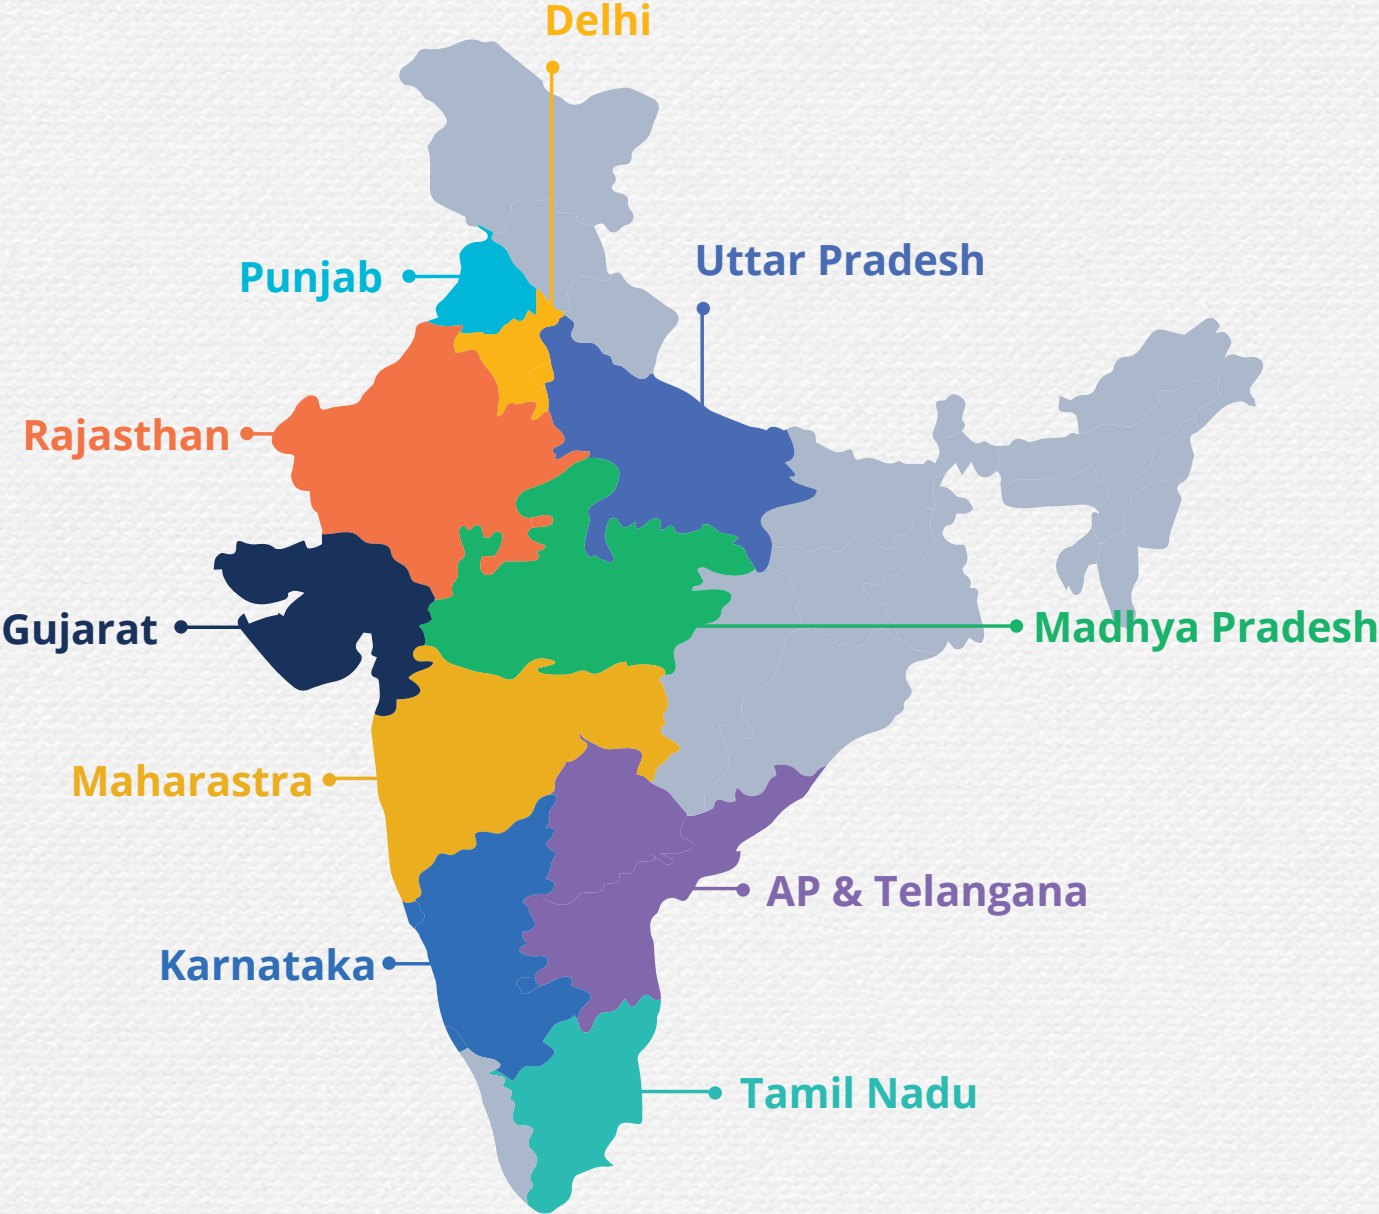 Delhi
Uttar Pradesh
Punjab
Rajasthan
Gujarat
Madhya Pradesh
Maharastra
AP & Telangana
Karnataka
Tamil Nadu